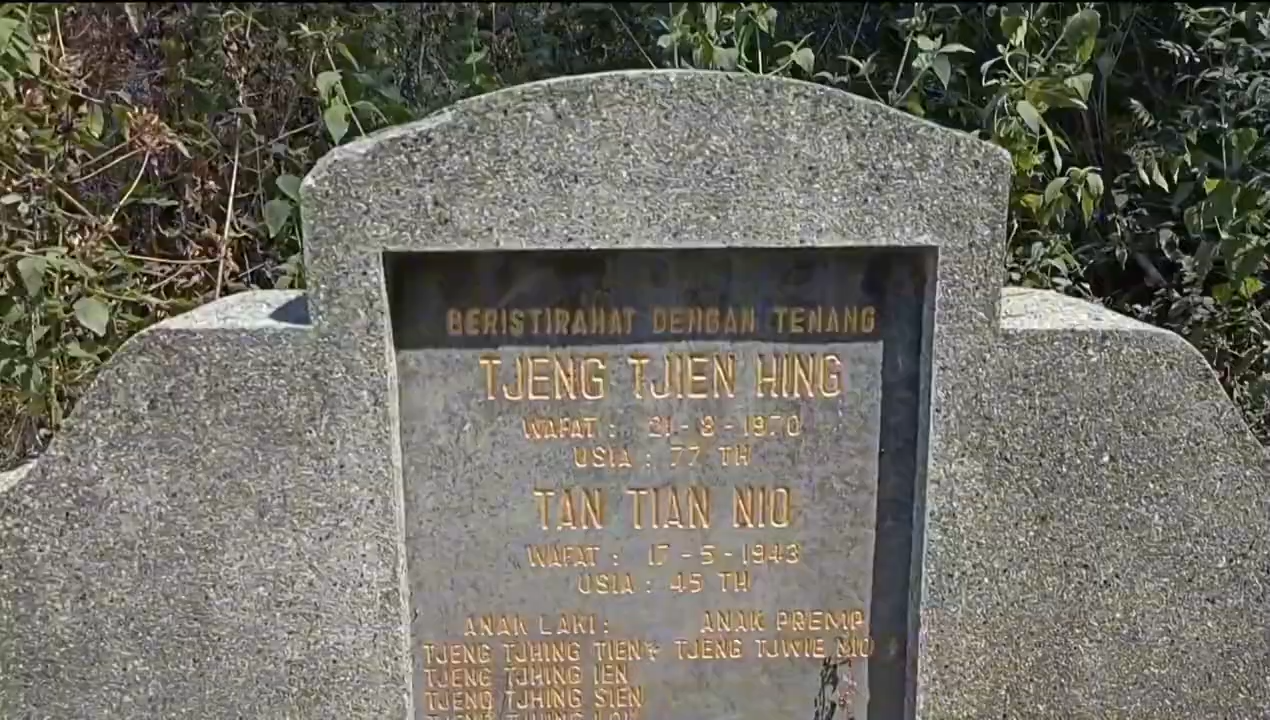 BERISTIRAHAT DENGAN TENANG
TJENG TJIEN HING
WAFAT : 21 - 8 - 1970
USIA : 77 TH
TAN TIAN NIO
WAFAT : 17 - 5 - 1943
USIA : 45 TH
ANAK LAKI : ANAK PREMP
TJENG TJHING TIEN TJENG TJWIE NIO
TJENG TJHING IEN
TJENG TJHING SIEN
TJENG TJHING